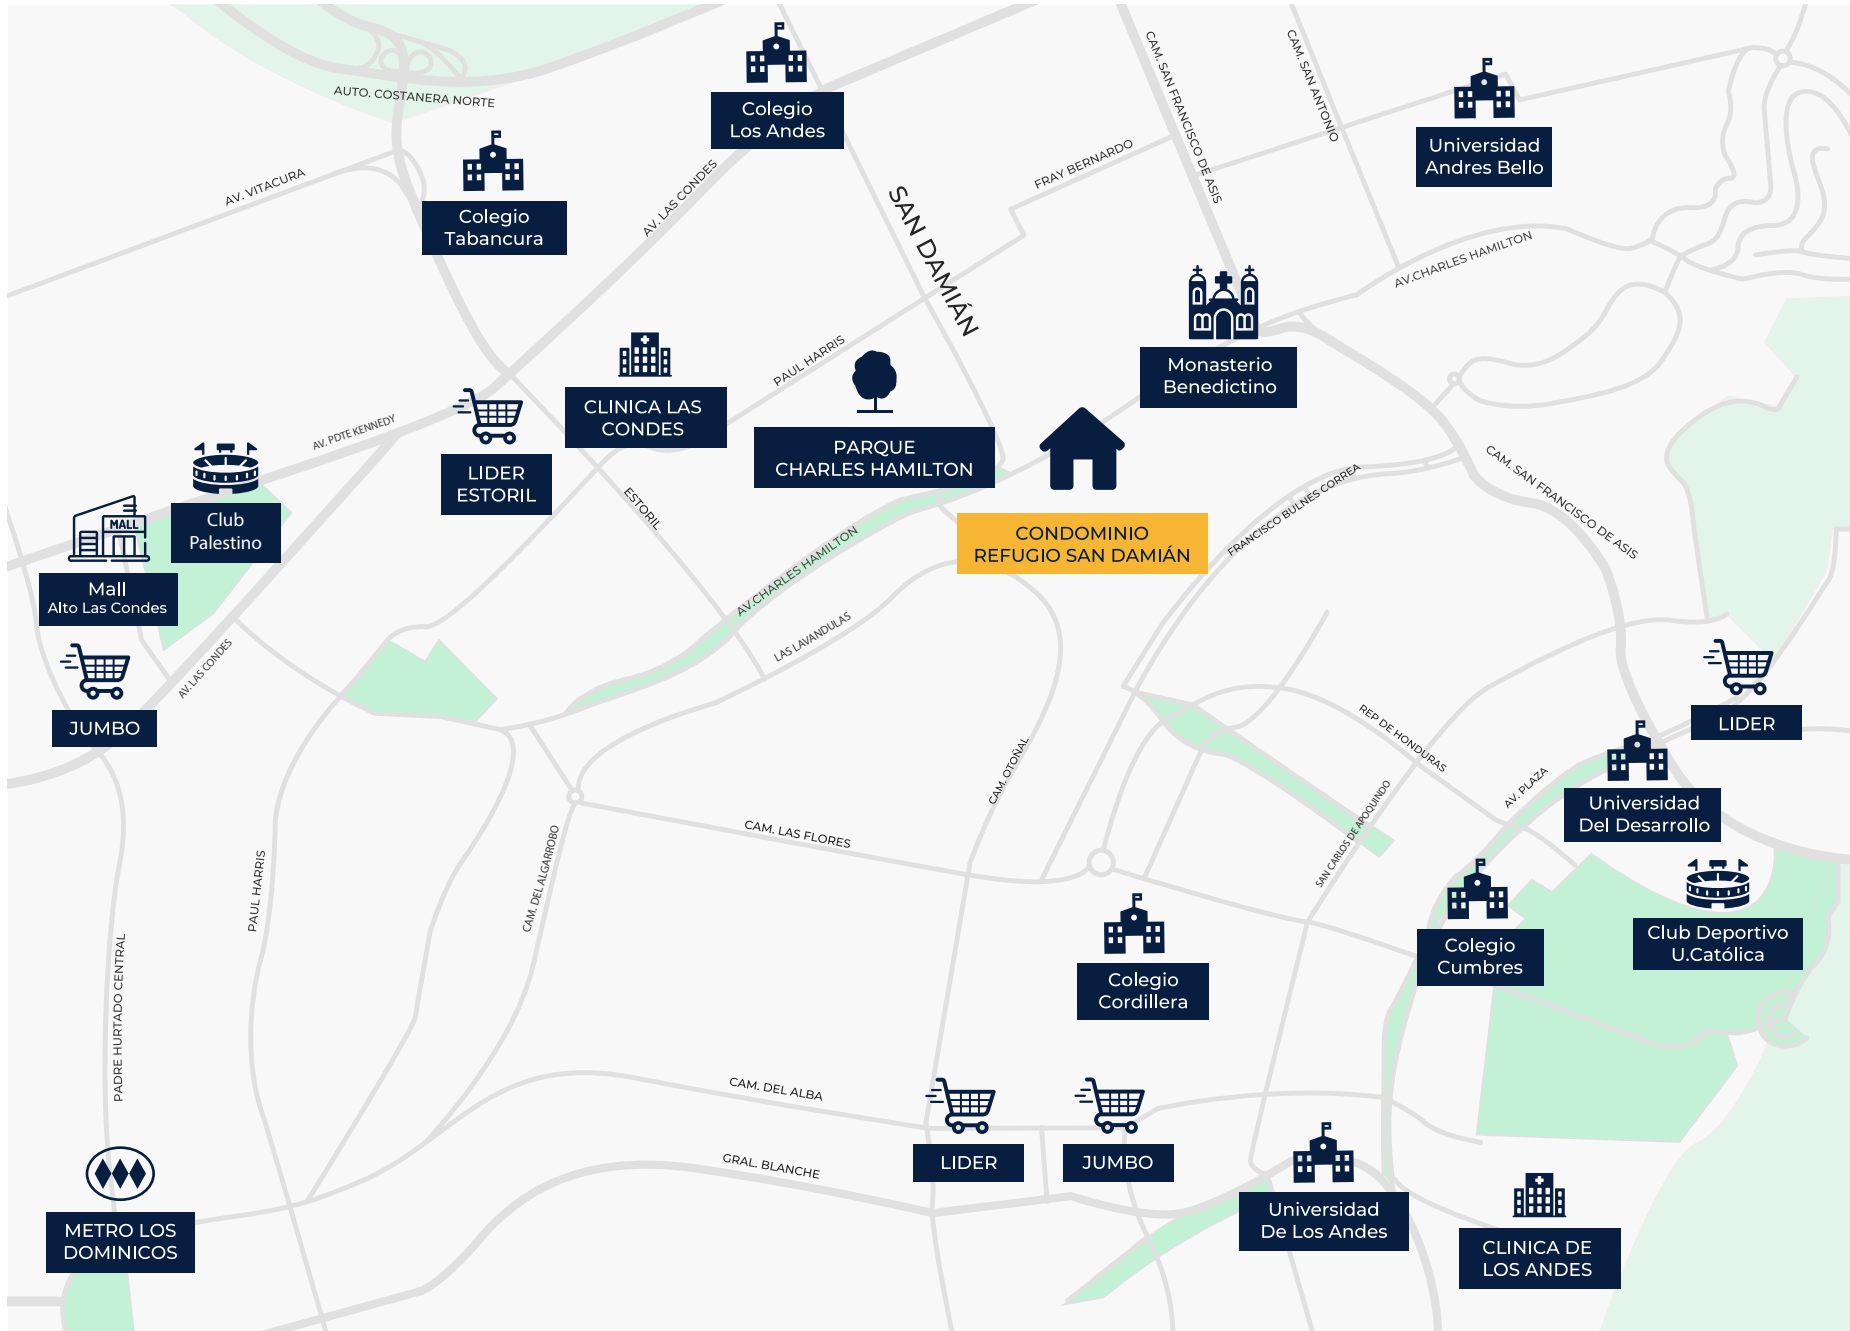 Colegio
Los Andes
Universidad
Andres Bello
AUTO. COSTANERA NORTE
CAM. SAN FRANCISCO DE ASIS
CAM. SAN ANTONIO
AV. VITACURA
Colegio
Tabancura
AV. LAS CONDES
FRAY BERNARDO
SAN DAMIÁN
AV.CHARLES HAMILTON
Monasterio
Benedictino
PAUL HARRIS
CLINICA LAS
CONDES
AV. PDTE KENNEDY
LIDER
ESTORIL
PARQUE
CHARLES HAMILTON
ESTORIL
Club
Palestino
MALL
Mall
Alto Las Condes
CONDOMINIO
REFUGIO SAN DAMIÁN
FRANCISCO BULNES CORREA
CAM. SAN FRANCISCO DE ASIS
AV.CHARLES HAMILTON
LAS LAVANDULAS
AV. LAS CONDES
JUMBO
LIDER
REP DE HONDURAS
AV. PLAZA
CAM. OTOÑAL
SAN CARLOS DE APOQUINDO
Universidad
Del Desarrollo
CAM. LAS FLORES
CAM. DEL ALGARROBO
PAUL HARRIS
Colegio
Cumbres
Club Deportivo
U.Católica
Colegio
Cordillera
PADRE HURTADO CENTRAL
CAM. DEL ALBA
GRAL. BLANCHE
LIDER
JUMBO
Universidad
De Los Andes
METRO LOS
DOMINICOS
CLINICA DE
LOS ANDES